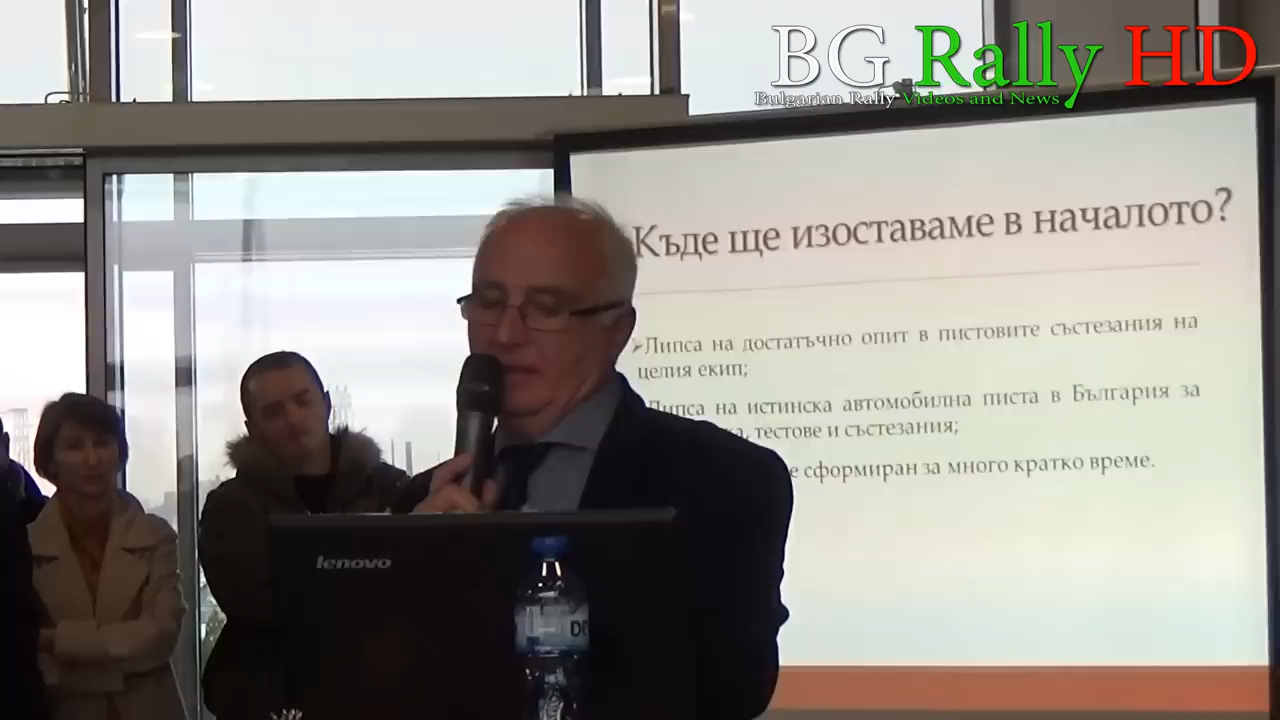 BG Rally HD
Bulgarian Rally Videos and News
Къде ще изоставаме в началото?
➢Липса на достатъчно опит в пистовите състезания на
целия екип;
Липса на истинска автомобилна писта в България за
тестове и състезания;
сформиран за много кратко време.
lenovo